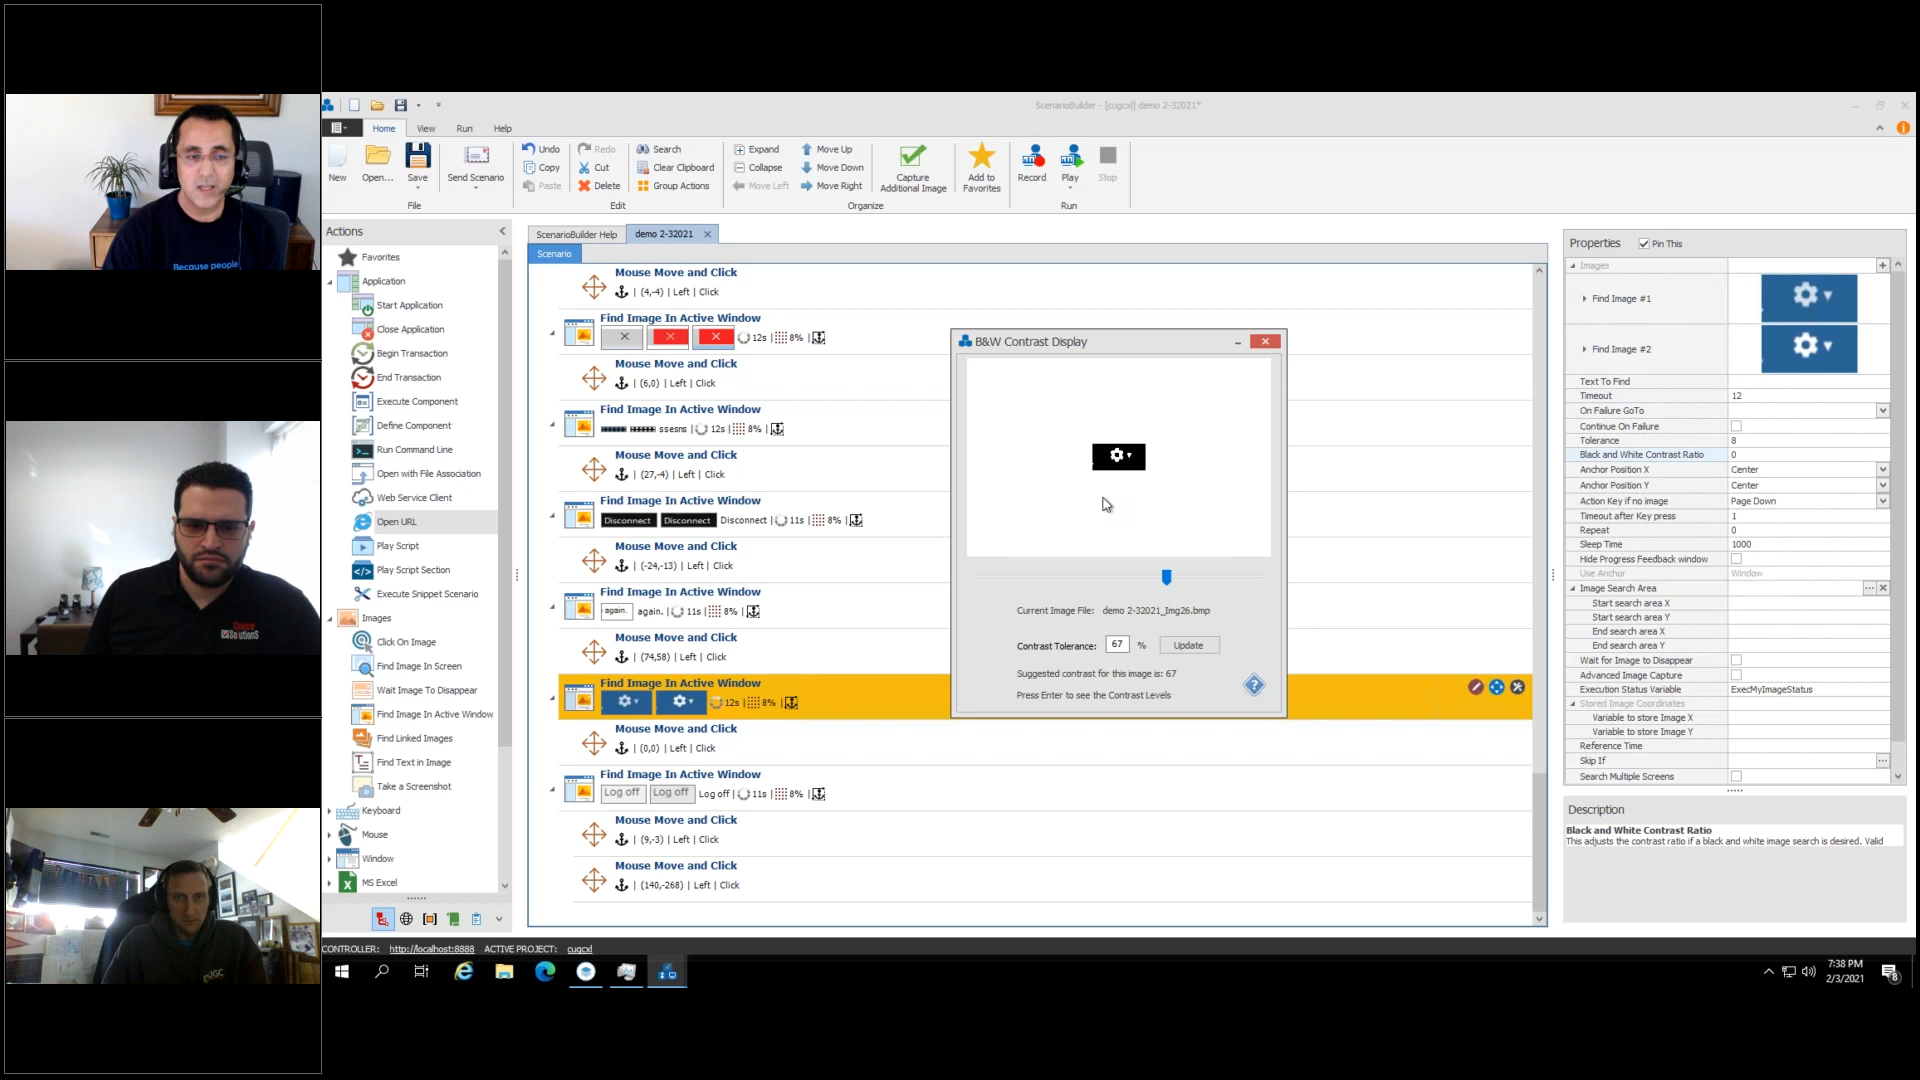 Because people
Choice
Solutions
UGC
ScenarioBuilder - [cugcxl] demo 2-32021*
Home View Run Help
New Open... Save Send Scenario
Undo Redo
Copy Cut
Paste Delete
Search
Clear Clipboard
Group Actions
Expand Move Up
Collapse Move Down
Move Left Move Right
Capture
Additional Image
Add to
Favorites
Record Play Stop
File Edit Organize Run
Actions
Favorites
Application
Start Application
Close Application
Begin Transaction
End Transaction
Execute Component
Define Component
Run Command Line
Open with File Association
Web Service Client
Open URL
Play Script
Play Script Section
Execute Snippet Scenario
Images
Click On Image
Find Image In Screen
Wait Image To Disappear
Find Image In Active Window
Find Linked Images
Find Text in Image
Take a Screenshot
Keyboard
Mouse
Window
MS Excel
ScenarioBuilder Help demo 2-32021
Scenario
Mouse Move and Click
(4,-4) | Left | Click
Find Image In Active Window
12s | 8% |
Mouse Move and Click
(6,0) | Left | Click
Find Image In Active Window
ssesns | 12s | 8% |
Mouse Move and Click
(27,-4) | Left | Click
Find Image In Active Window
Disconnect Disconnect Disconnect | 11s | 8% |
Mouse Move and Click
(-24,-13) | Left | Click
Find Image In Active Window
again. again. | 11s | 8% |
Mouse Move and Click
(74,58) | Left | Click
Find Image In Active Window
12s | 8% |
Mouse Move and Click
(0,0) | Left | Click
Find Image In Active Window
Log off Log off Log off | 11s | 8% |
Mouse Move and Click
(9,-3) | Left | Click
Mouse Move and Click
(140,-268) | Left | Click
B&W Contrast Display
Current Image File: demo 2-32021_Img26.bmp
Contrast Tolerance: 67 % Update
Suggested contrast for this image is: 67
Press Enter to see the Contrast Levels
Properties Pin This
Images
Find Image #1
Find Image #2
Text To Find
Timeout 12
On Failure GoTo
Continue On Failure
Tolerance 8
Black and White Contrast Ratio 0
Anchor Position X Center
Anchor Position Y Center
Action Key if no image Page Down
Timeout after Key press 1
Repeat 0
Sleep Time 1000
Hide Progress Feedback window
Use Anchor Window
Image Search Area
Start search area X
Start search area Y
End search area X
End search area Y
Wait for Image to Disappear
Advanced Image Capture
Execution Status Variable ExecMyImageStatus
Stored Image Coordinates
Variable to store Image X
Variable to store Image Y
Reference Time
Skip If
Search Multiple Screens
Description
Black and White Contrast Ratio
This adjusts the contrast ratio if a black and white image search is desired. Valid
CONTROLLER: http://localhost:8888 ACTIVE PROJECT: cugcxl
7:38 PM
2/3/2021
8